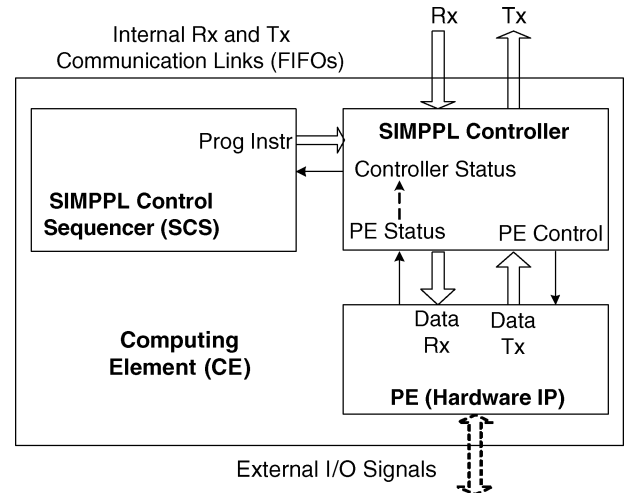 Rx Tx
Internal Rx and Tx
Communication Links (FIFOs)
SIMPPL Controller
Prog Instr
Controller Status
SIMPPL Control
Sequencer (SCS)
PE Status PE Control
Data Data
Rx Tx
Computing
Element (CE)
PE (Hardware IP)
External I/O Signals